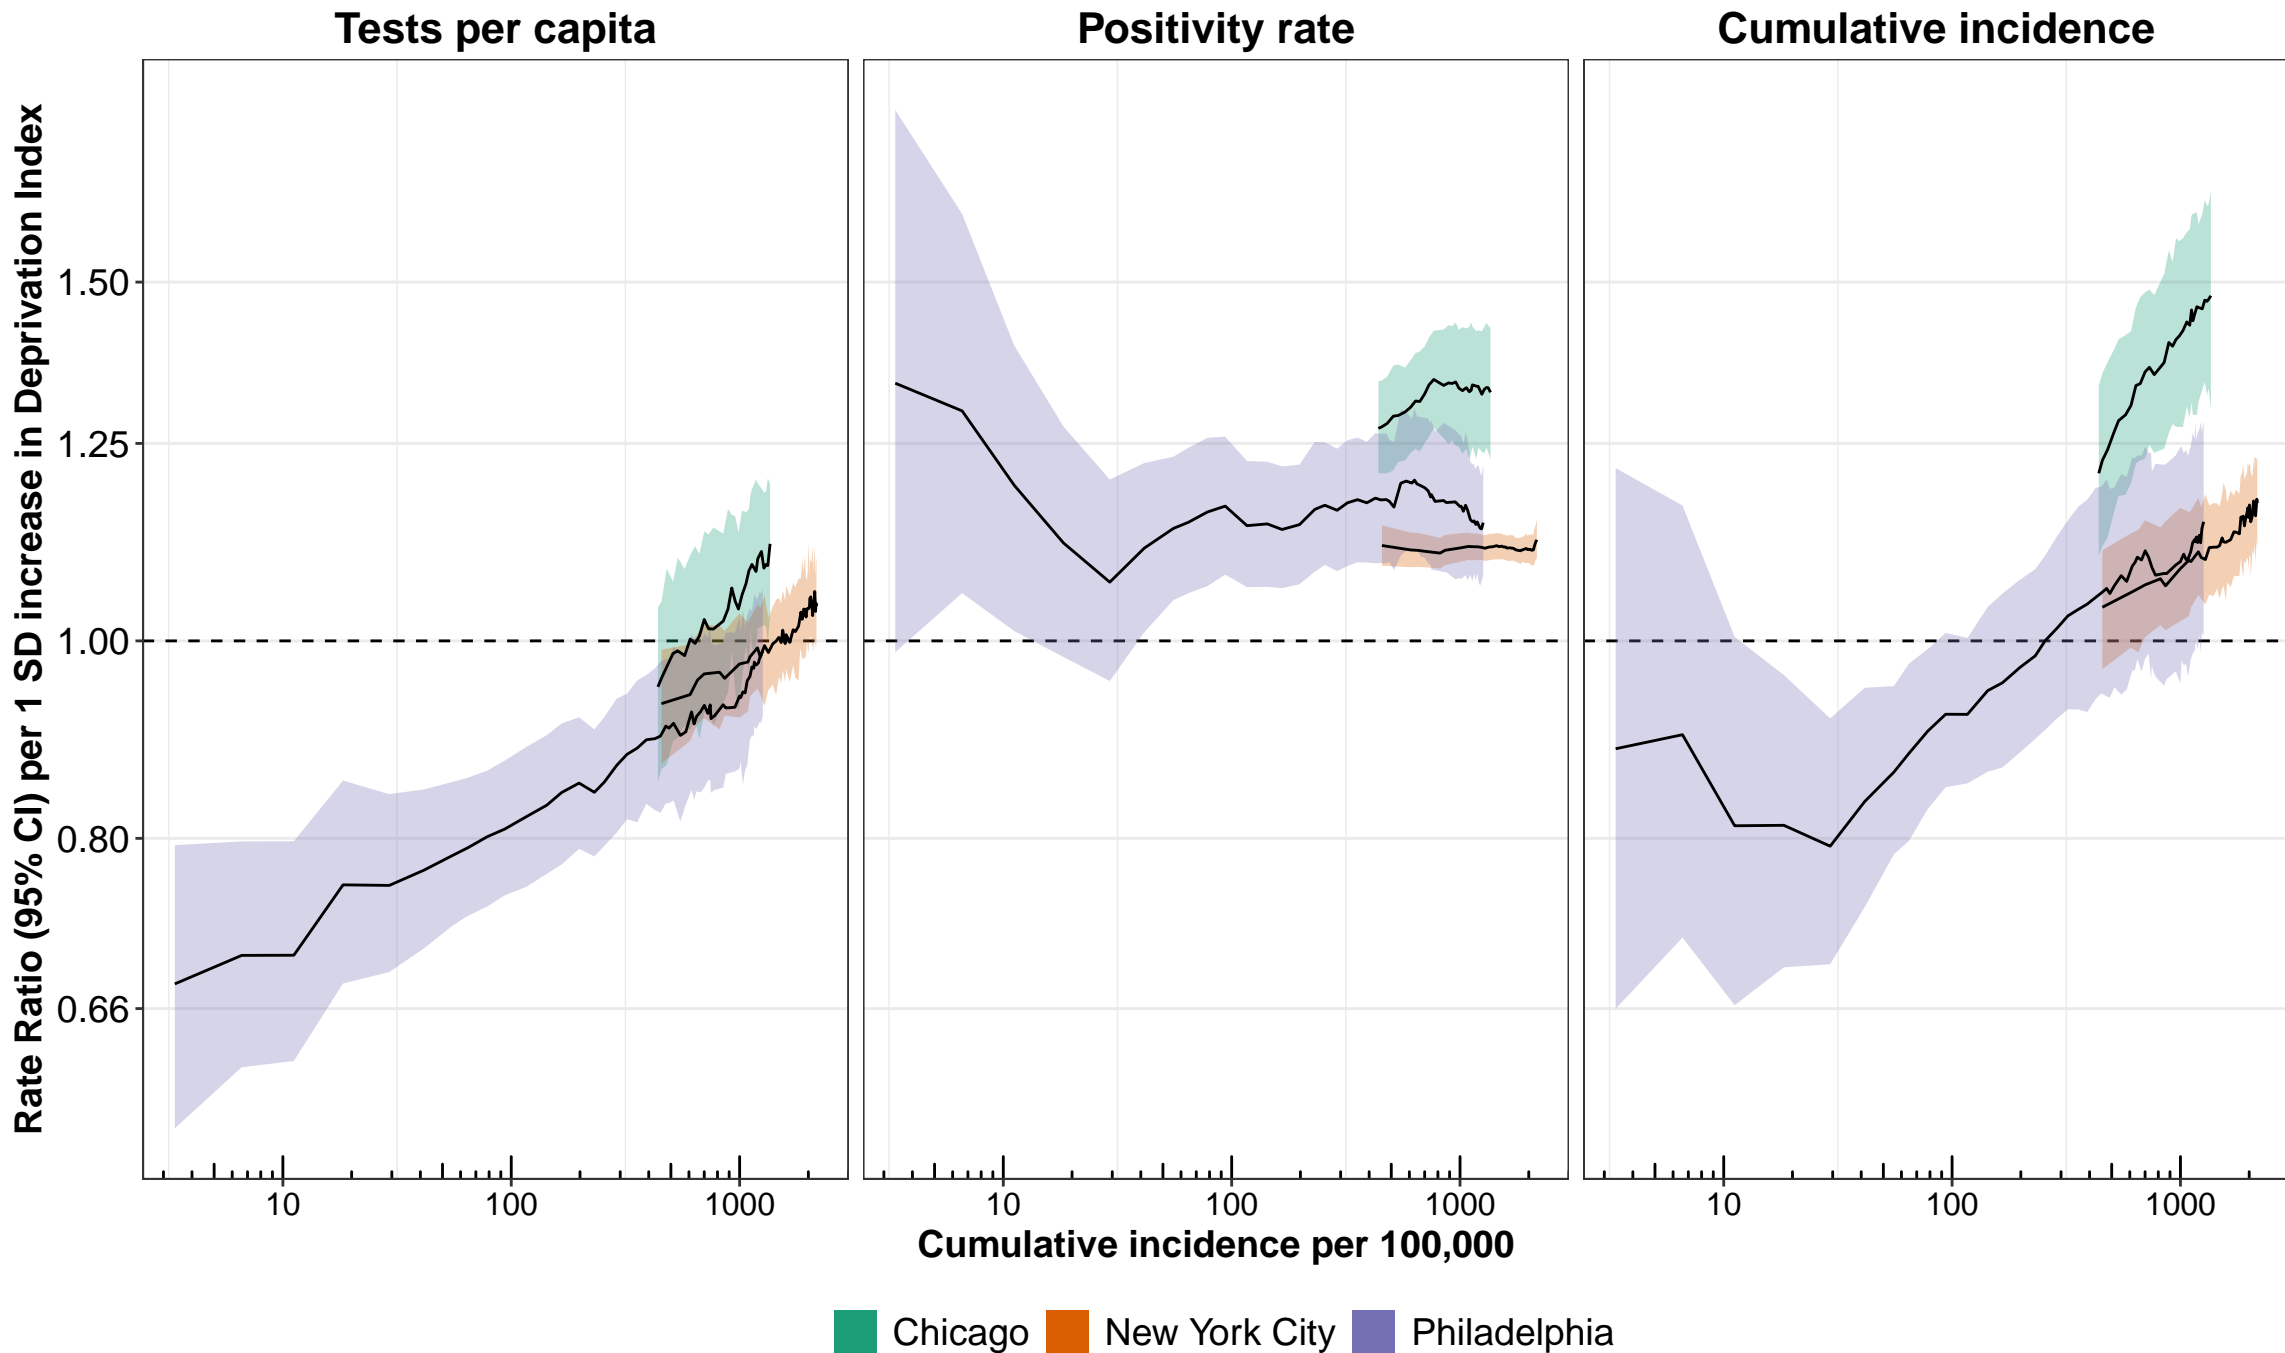 Tests per capita
Positivity rate
Cumulative incidence
Rate Ratio (95% CI) per 1 SD increase in Deprivation Index
1.50
1.25
1.00
0.80
0.66
10 100 1000
10 100 1000
10 100 1000
Cumulative incidence per 100,000
Chicago New York City Philadelphia